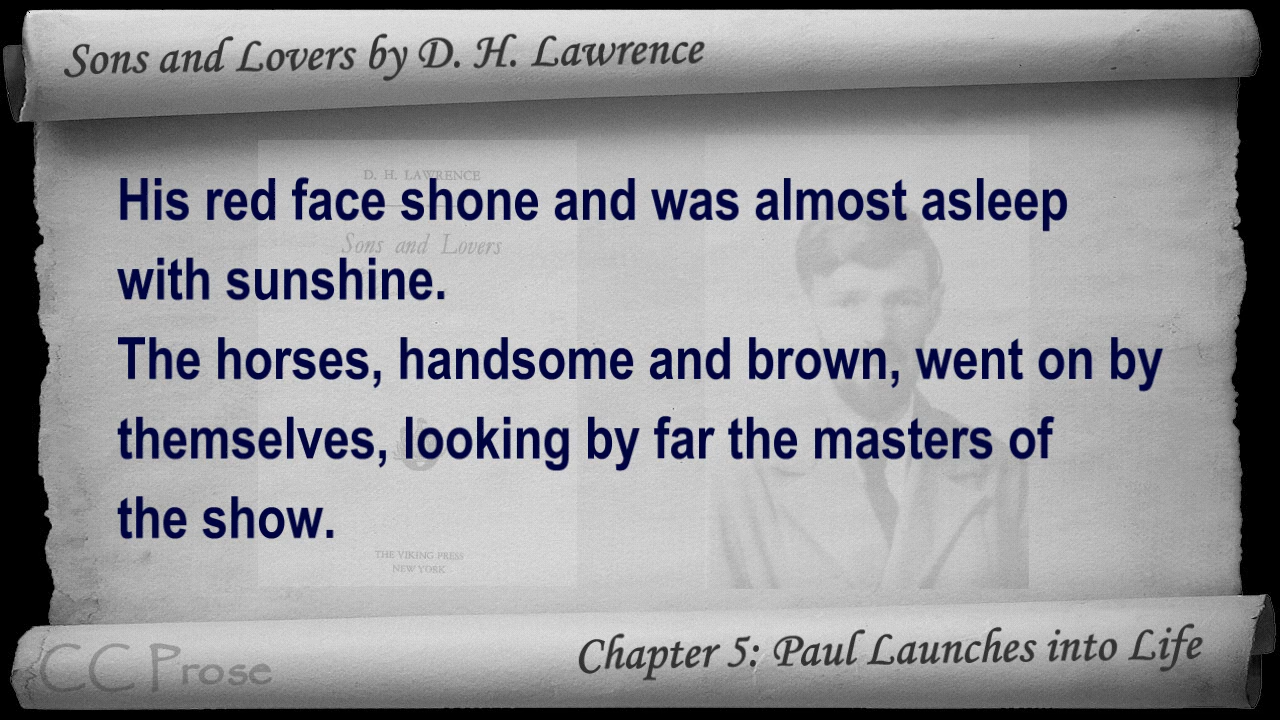 Sons and Lovers by D. H. Lawrence
D. H. LAWRENCE
His red face shone and was almost asleep
Sons and Lovers
with sunshine.
The horses, handsome and brown, went on by
themselves, looking by far the masters of
the show.
THE VIKING PRESS
NEW YORK
Chapter 5: Paul Launches into Life
CC Prose